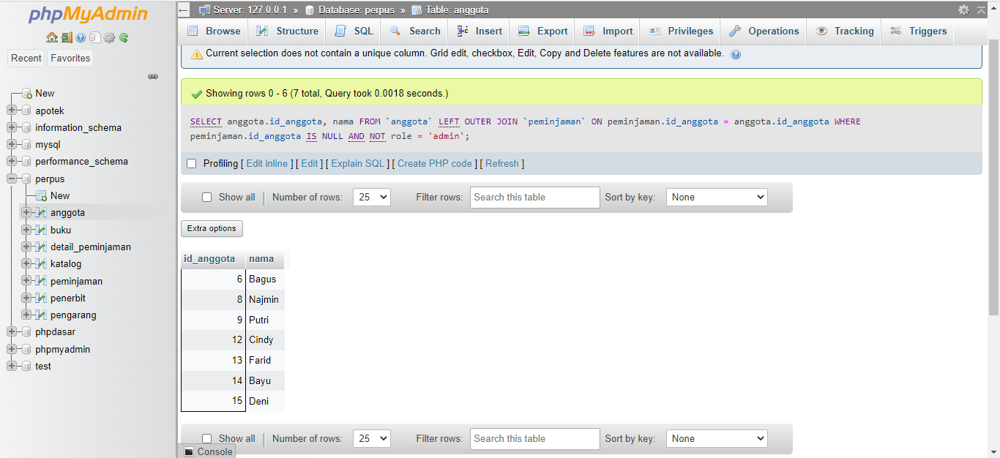 phpMyAdmin
Recent Favorites
New
apotek
information_schema
mysql
performance_schema
perpus
New
anggota
buku
detail_peminjaman
katalog
peminjaman
penerbit
pengarang
phpdasar
phpmyadmin
test
Server: 127.0.0.1 » Database: perpus » Table: anggota
Browse Structure SQL Search Insert Export Import Privileges Operations Tracking Triggers
Current selection does not contain a unique column. Grid edit, checkbox, Edit, Copy and Delete features are not available.
Showing rows 0 - 6 (7 total, Query took 0.0018 seconds.)
SELECT anggota.id_anggota, nama FROM `anggota` LEFT OUTER JOIN `peminjaman` ON peminjaman.id_anggota = anggota.id_anggota WHERE
peminjaman.id_anggota IS NULL AND NOT role = 'admin';
Profiling [ Edit inline ] [ Edit ] [ Explain SQL ] [ Create PHP code ] [ Refresh ]
Show all | Number of rows: 25 Filter rows: Search this table Sort by key: None
Extra options
id_anggota nama
6 Bagus
8 Najmin
9 Putri
12 Cindy
13 Farid
14 Bayu
15 Deni
Show all | Number of rows: 25 Filter rows: Search this table Sort by key: None
Console